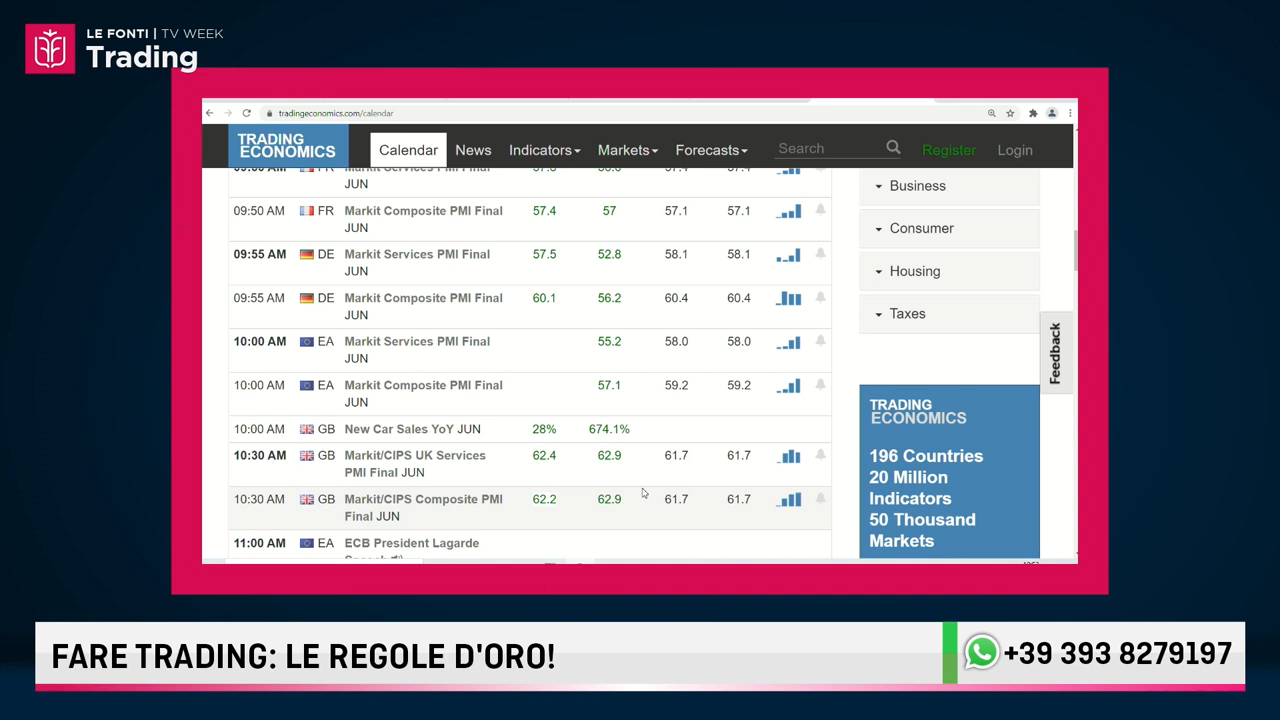 LE FONTI | TV WEEK
Trading
tradingeconomics.com/calendar
TRADING
ECONOMICS
Calendar News Indicators Markets Forecasts Search Register Login
JUN
09:50 AM FR Markit Composite PMI Final 57.4 57 57.1 57.1
JUN
09:55 AM DE Markit Services PMI Final 57.5 52.8 58.1 58.1
JUN
09:55 AM DE Markit Composite PMI Final 60.1 56.2 60.4 60.4
JUN
10:00 AM EA Markit Services PMI Final 55.2 58.0 58.0
JUN
10:00 AM EA Markit Composite PMI Final 57.1 59.2 59.2
JUN
10:00 AM GB New Car Sales YoY JUN 28% 674.1%
10:30 AM GB Markit/CIPS UK Services 62.4 62.9 61.7 61.7
PMI Final JUN
10:30 AM GB Markit/CIPS Composite PMI 62.2 62.9 61.7 61.7
Final JUN
11:00 AM EA ECB President Lagarde
Business
Consumer
Housing
Taxes
Feedback
TRADING
ECONOMICS
196 Countries
20 Million
Indicators
50 Thousand
Markets
FARE TRADING: LE REGOLE D'ORO!
+39 393 8279197